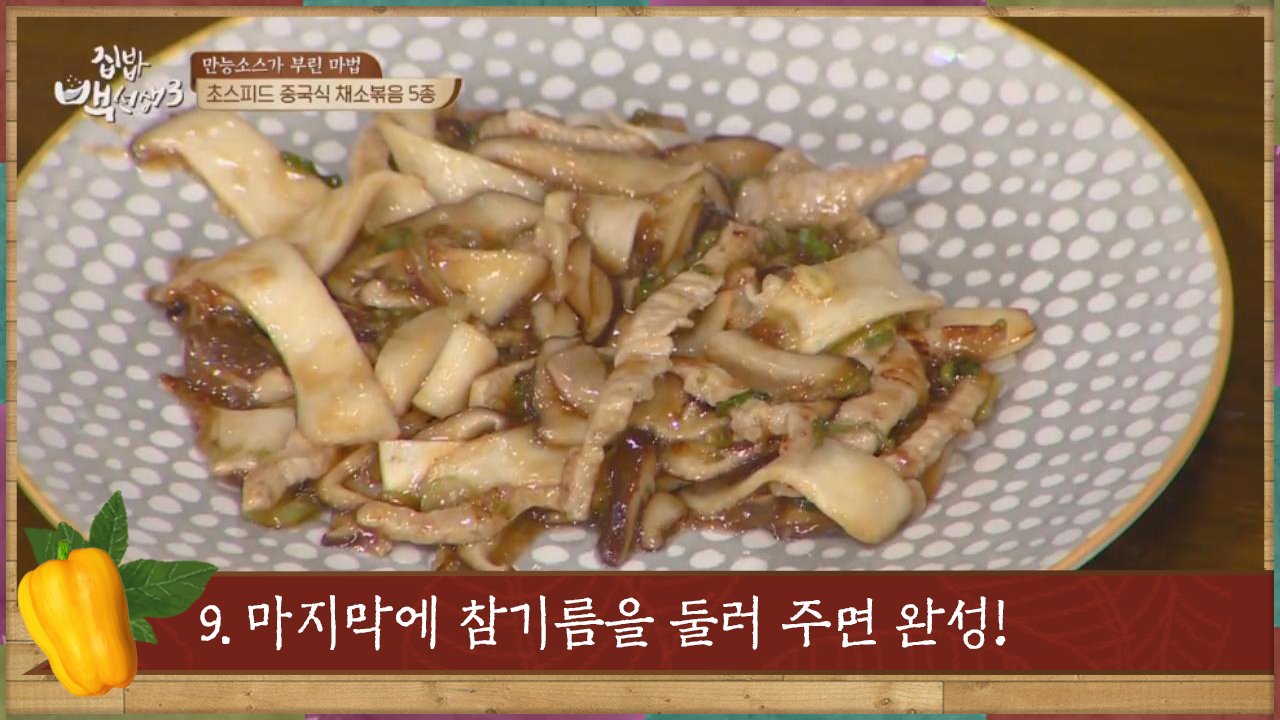 집밥
백선생3
만능소스가 부린 마법
초스피드 중국식 채소볶음 5종
9. 마지막에 참기름을 둘러 주면 완성!